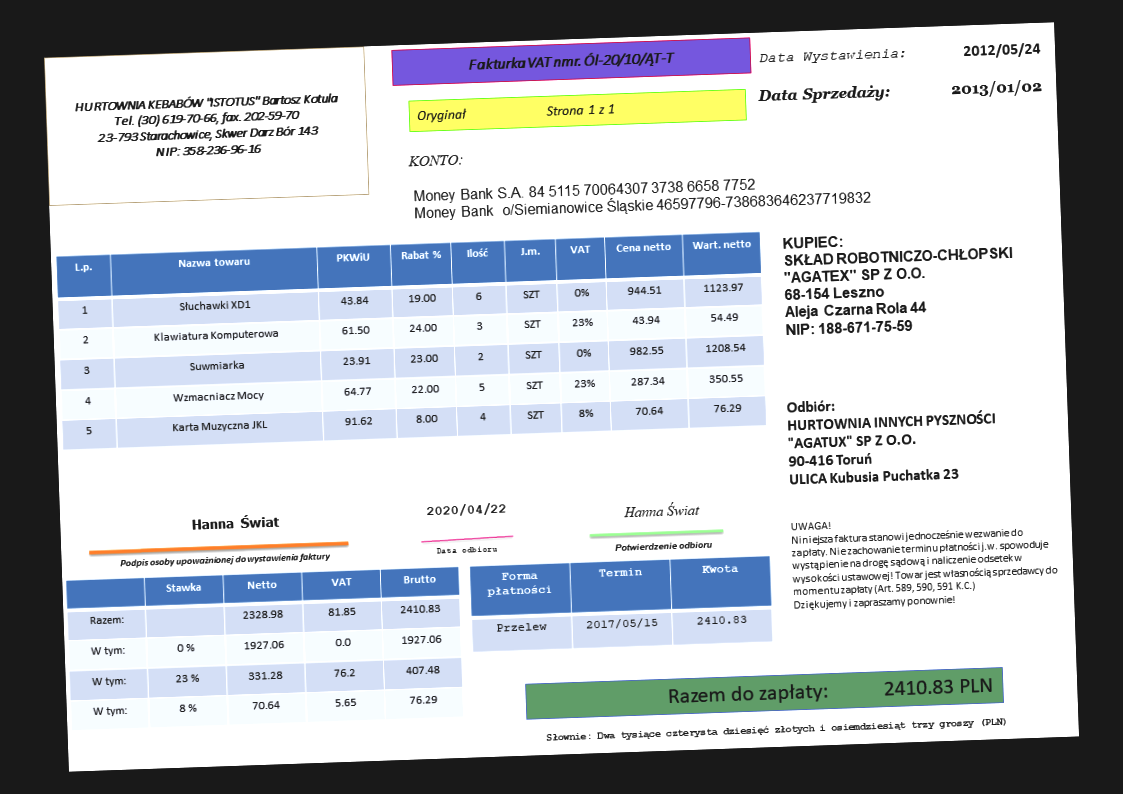 HURTOWNIA KEBABÓW "ISTOTUS" Bartosz Kotula
Tel. (30) 619-70-66, fax. 202-59-70
23-793 Starachowice, Skwer Darz Bór 143
NIP: 358-236-96-16
Fakturka VAT nmr. ÓI-20/10/ĄT-T
Oryginał Strona 1 z 1
Data Wystawienia: 2012/05/24
Data Sprzedaży: 2013/01/02
KONTO:
Money Bank S.A. 84 5115 70064307 3738 6658 7752
Money Bank o/Siemianowice Śląskie 46597796-738683646237719832
L.p. Nazwa towaru PKWiU Rabat % Ilość J.m. VAT Cena netto Wart. netto
1 Słuchawki XD1 43.84 19.00 6 SZT 0% 944.51 1123.97
2 Klawiatura Komputerowa 61.50 24.00 3 SZT 23% 43.94 54.49
3 Suwmiarka 23.91 23.00 2 SZT 0% 982.55 1208.54
4 Wzmacniacz Mocy 64.77 22.00 5 SZT 23% 287.34 350.55
5 Karta Muzyczna JKL 91.62 8.00 4 SZT 8% 70.64 76.29
KUPIEC:
SKŁAD ROBOTNICZO-CHŁOPSKI
"AGATEX" SP Z O.O.
68-154 Leszno
Aleja Czarna Rola 44
NIP: 188-671-75-59
Odbiór:
HURTOWNIA INNYCH PYSZNOŚCI
"AGATUX" SP Z O.O.
90-416 Toruń
ULICA Kubusia Puchatka 23
Hanna Świat
Podpis osoby upoważnionej do wystawienia faktury
2020/04/22
Data odbioru
Hanna Świat
Potwierdzenie odbioru
UWAGA!
Niniejsza faktura stanowi jednocześnie wezwanie do
zapłaty. Nie zachowanie terminu płatności j.w. spowoduje
wystąpienie na drogę sądową i naliczenie odsetek w
wysokości ustawowej! Towar jest własnością sprzedawcy do
momentu zapłaty (Art. 589, 590, 591 K.C.)
Dziękujemy i zapraszamy ponownie!
Stawka Netto VAT Brutto
Razem: 2328.98 81.85 2410.83
W tym: 0 % 1927.06 0.0 1927.06
W tym: 23 % 331.28 76.2 407.48
W tym: 8 % 70.64 5.65 76.29
Forma płatności Termin Kwota
Przelew 2017/05/15 2410.83
Razem do zapłaty: 2410.83 PLN
Słownie: Dwa tysiące czterysta dziesięć złotych i osiemdziesiąt trzy groszy (PLN)